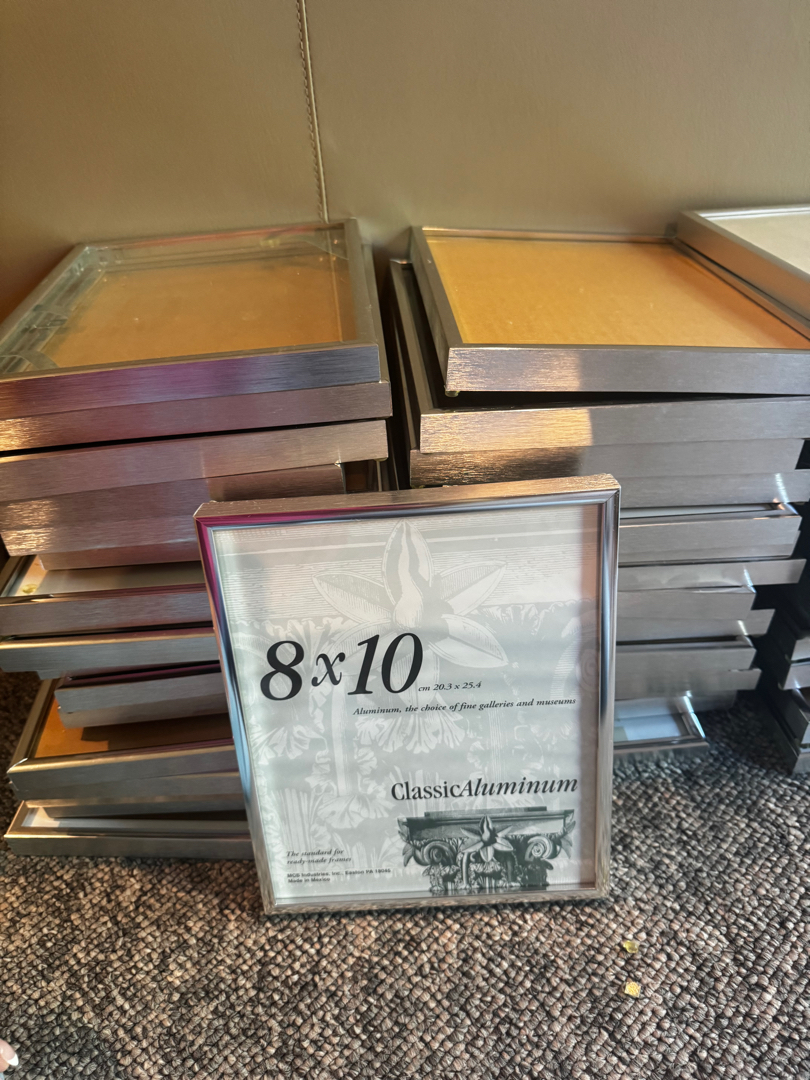 8x10 cm 20.3 x 25.4
Aluminum, the choice of fine galleries and museums
ClassicAluminum
The standard for
ready-made frames
MCS Industries, Inc., Easton PA 18045
Made in Mexico